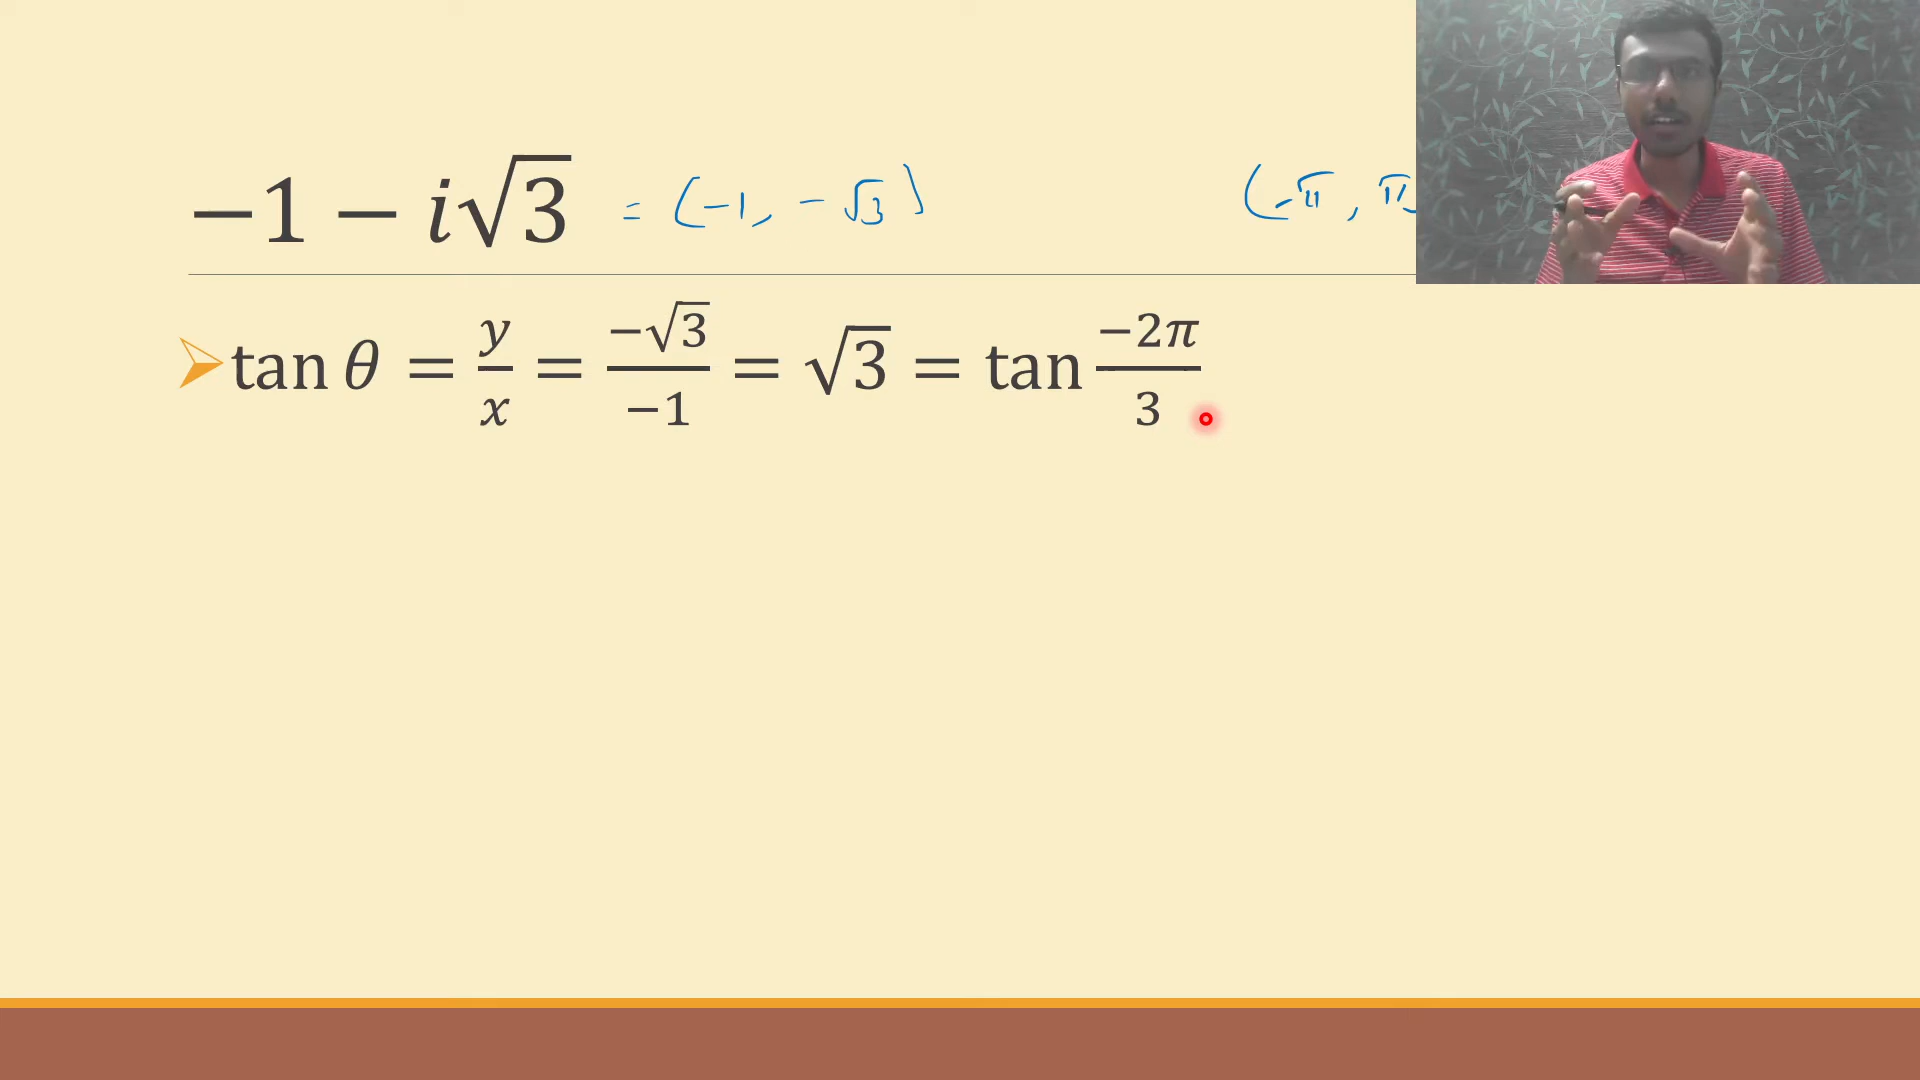 −1 − i√3 = (−1, −√3) (−π, π
tan θ = y/x = −√3/−1 = √3 = tan −2π/3